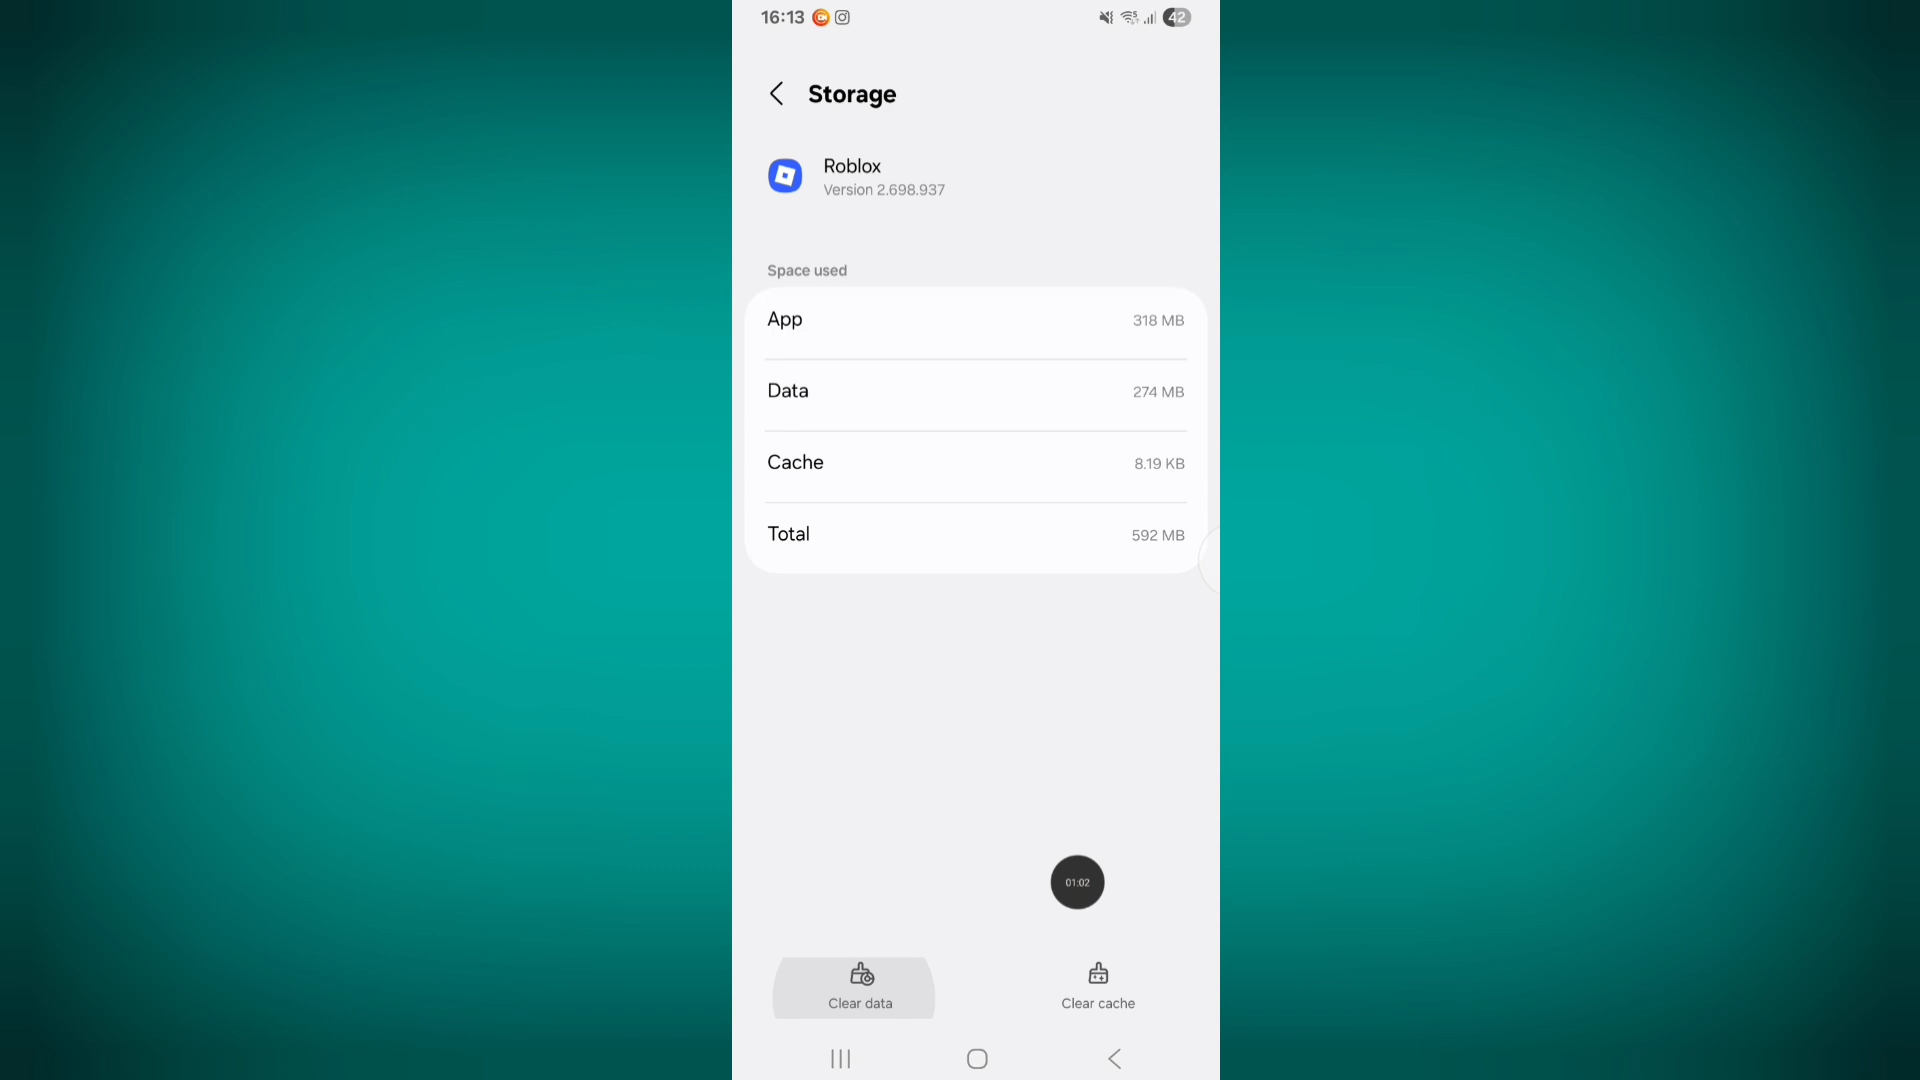 16:13
42
Storage
Roblox
Version 2.698.937
Space used
App 318 MB
Data 274 MB
Cache 8.19 KB
Total 592 MB
01:02
Clear data Clear cache